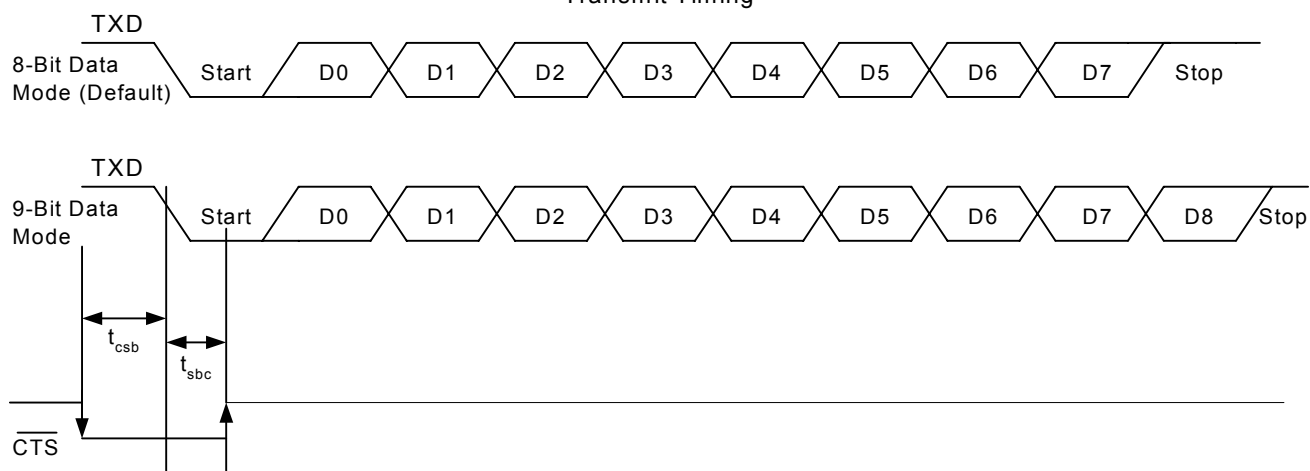 Transmit Timing
TXD
8-Bit Data
Mode (Default)
Start D0 D1 D2 D3 D4 D5 D6 D7 Stop
TXD
9-Bit Data
Mode
Start D0 D1 D2 D3 D4 D5 D6 D7 D8 Stop
tcsb
tsbc
CTS